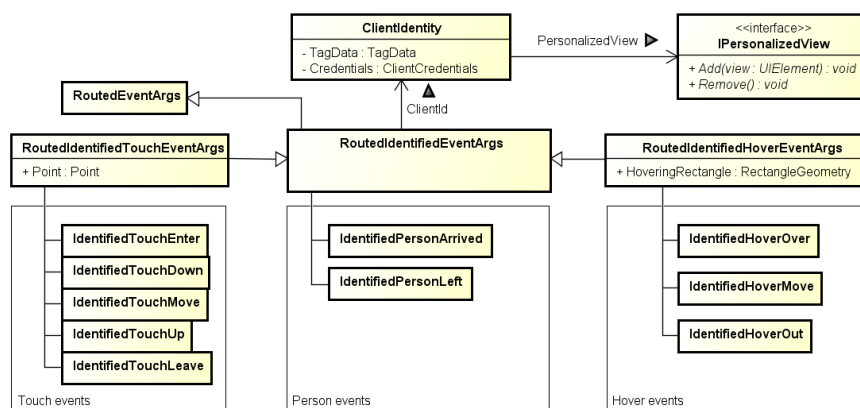 ClientIdentity
- TagData : TagData
- Credentials : ClientCredentials
PersonalizedView
<<interface>>
IPersonalizedView
+ Add(view : UIElement) : void
+ Remove() : void
RoutedEventArgs
ClientId
RoutedIdentifiedTouchEventArgs
+ Point : Point
RoutedIdentifiedEventArgs
RoutedIdentifiedHoverEventArgs
+ HoveringRectangle : RectangleGeometry
IdentifiedTouchEnter
IdentifiedTouchDown
IdentifiedTouchMove
IdentifiedTouchUp
IdentifiedTouchLeave
Touch events
IdentifiedPersonArrived
IdentifiedPersonLeft
Person events
IdentifiedHoverOver
IdentifiedHoverMove
IdentifiedHoverOut
Hover events